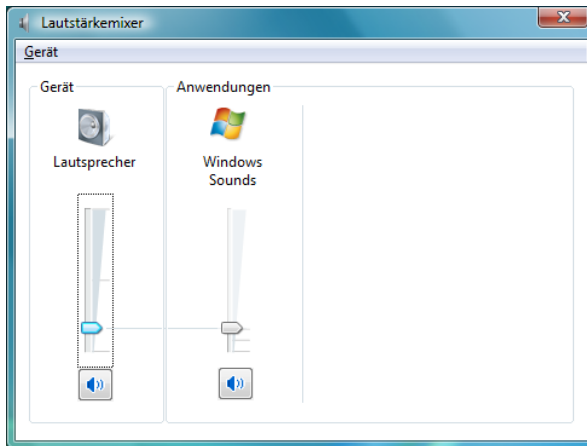 Lautstärkemixer
Gerät
Gerät
Anwendungen
Lautsprecher
Windows
Sounds